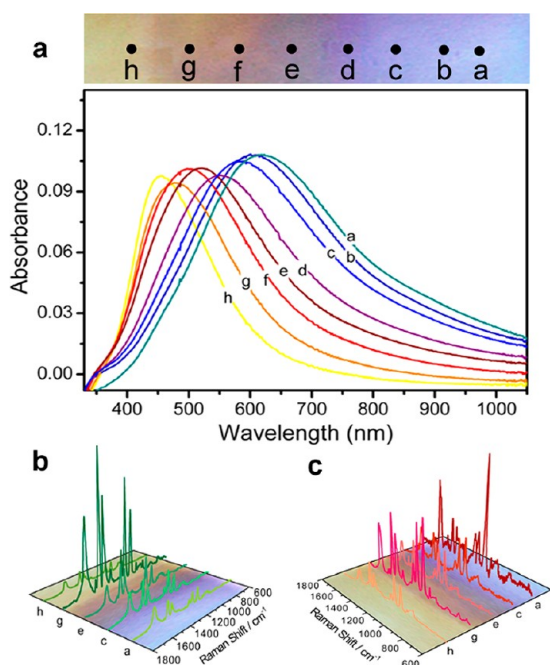 a
h g f e d c b a
0.12
0.09
0.06
0.03
0.00
Absorbance
a
b
c
d
e
f
g
h
400 500 600 700 800 900 1000
Wavelength (nm)
b
h g e c a
1800 1600 1400 1200 1000 800 600
Raman Shift / cm⁻¹
c
1800 1600 1400 1200 1000 800 600
Raman Shift / cm⁻¹
h g e c a